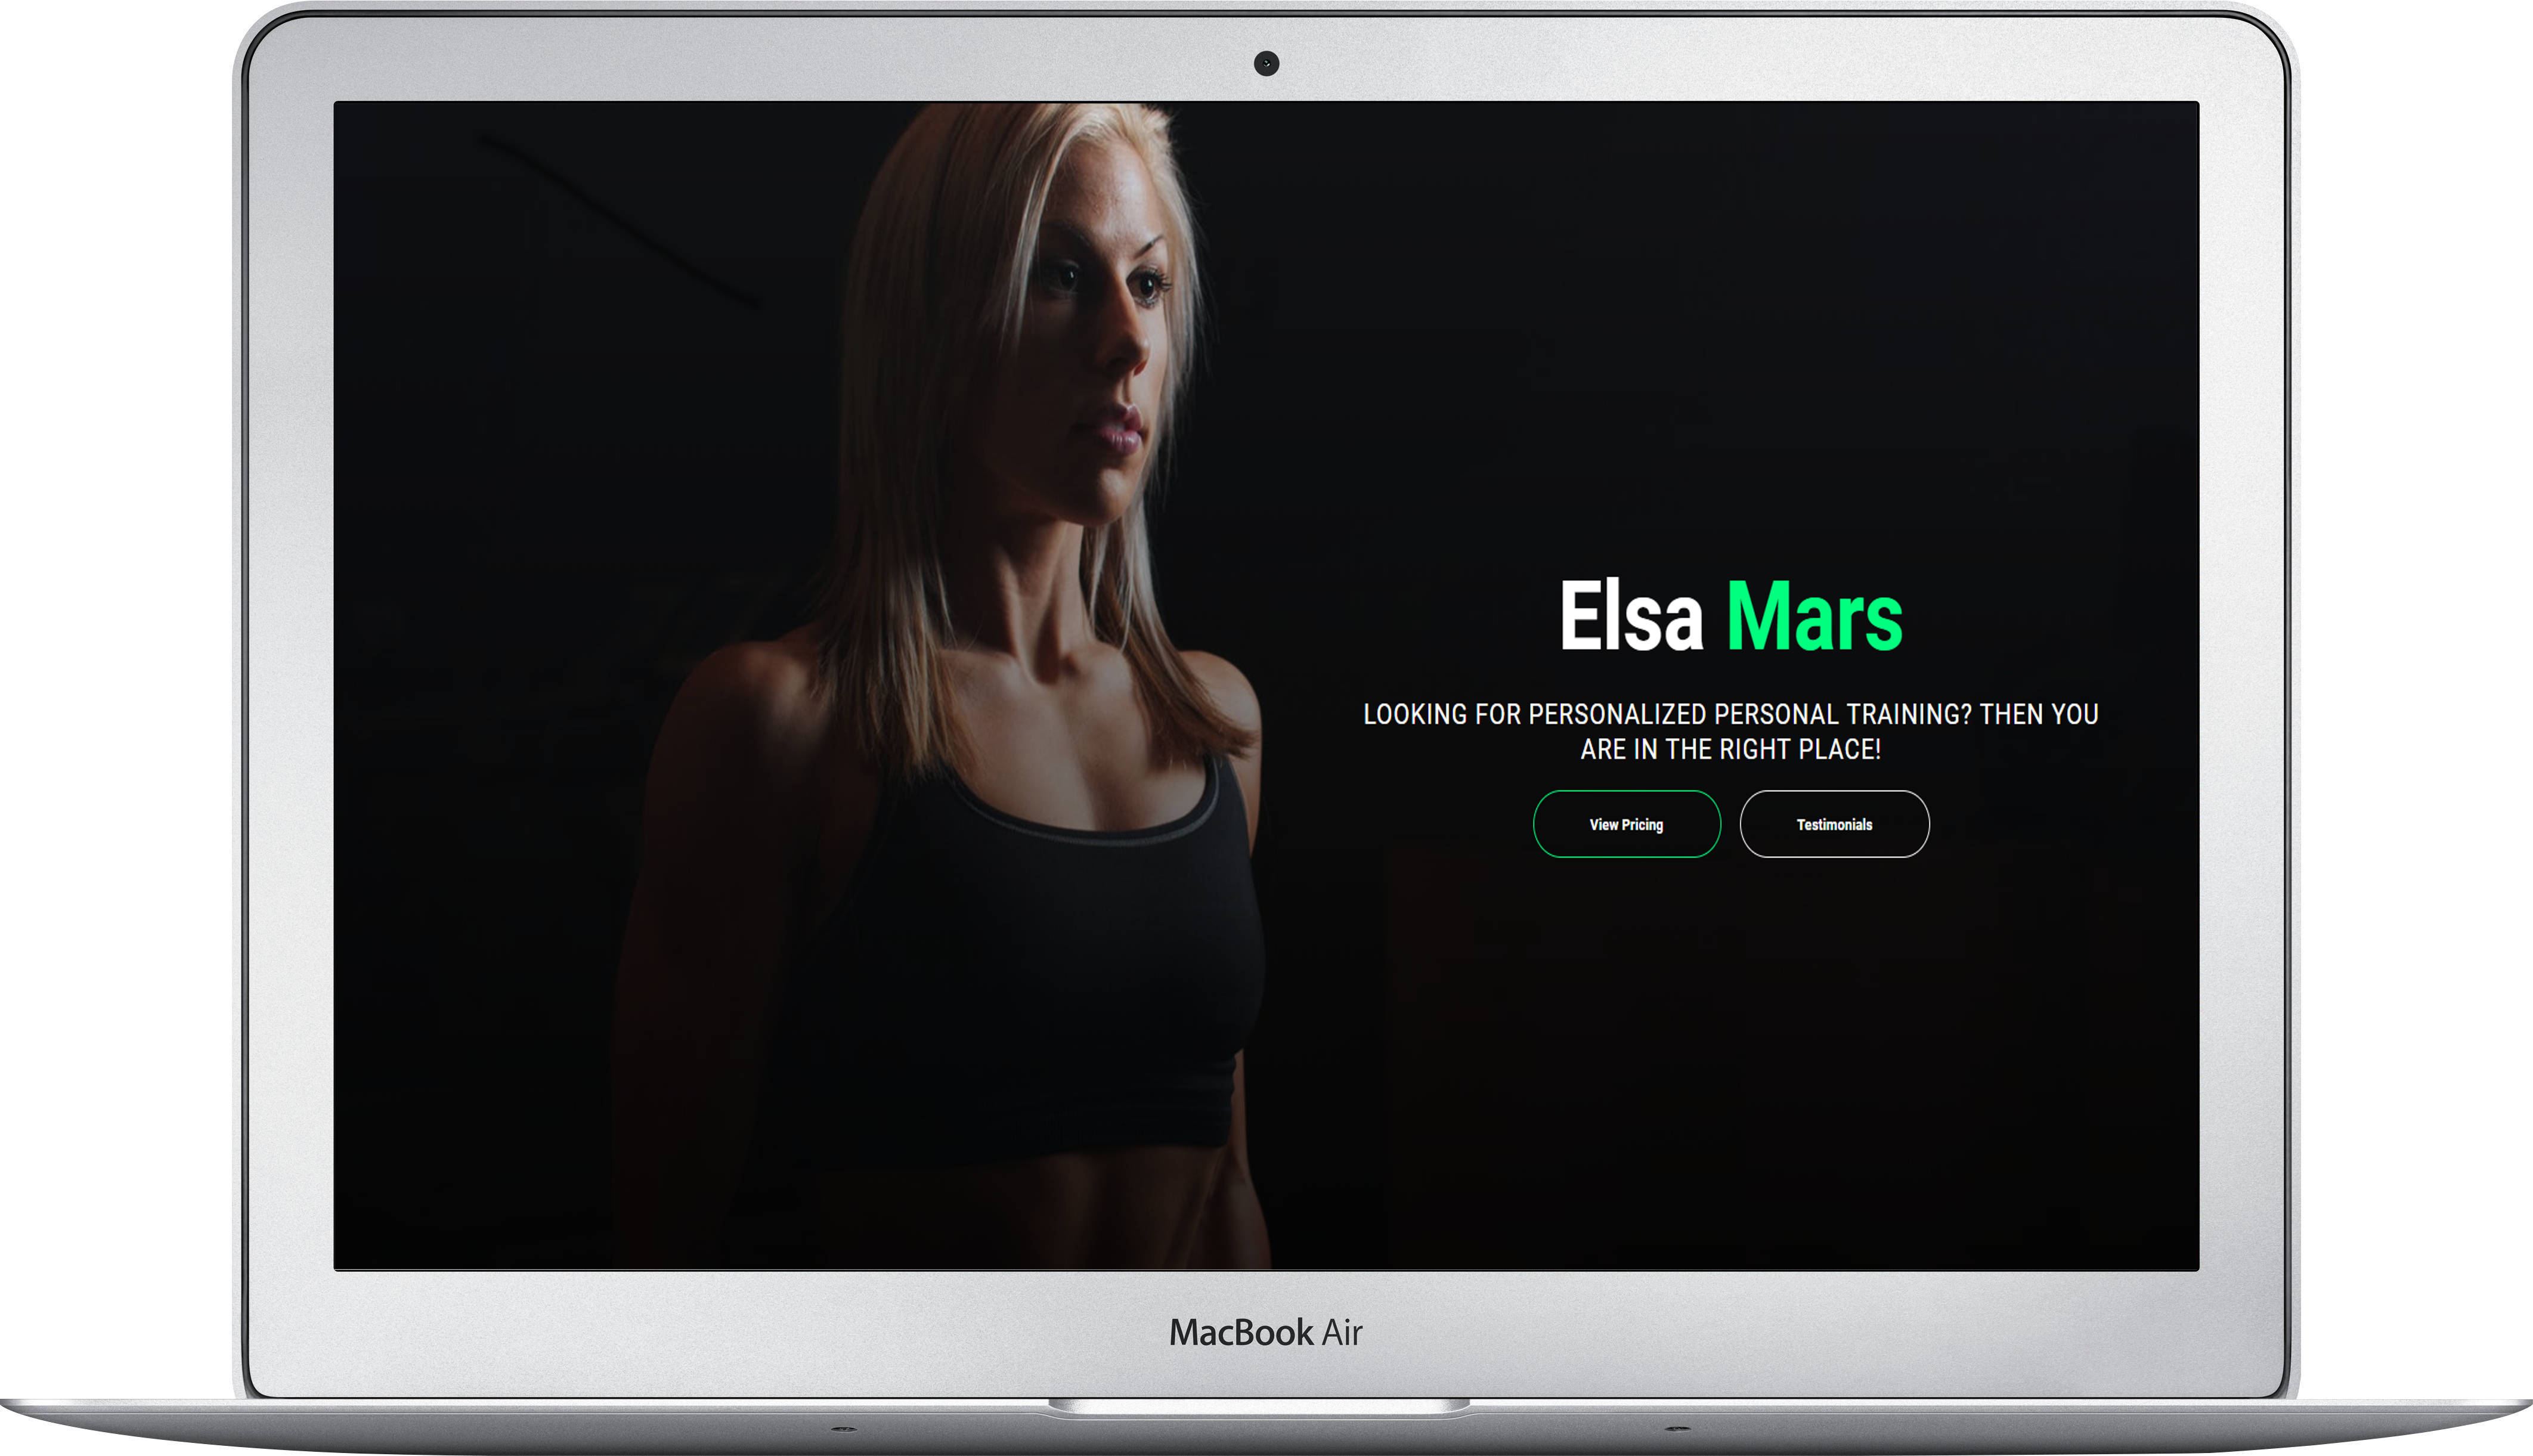 Elsa Mars
LOOKING FOR PERSONALIZED PERSONAL TRAINING? THEN YOU
ARE IN THE RIGHT PLACE!
View Pricing
Testimonials
MacBook Air